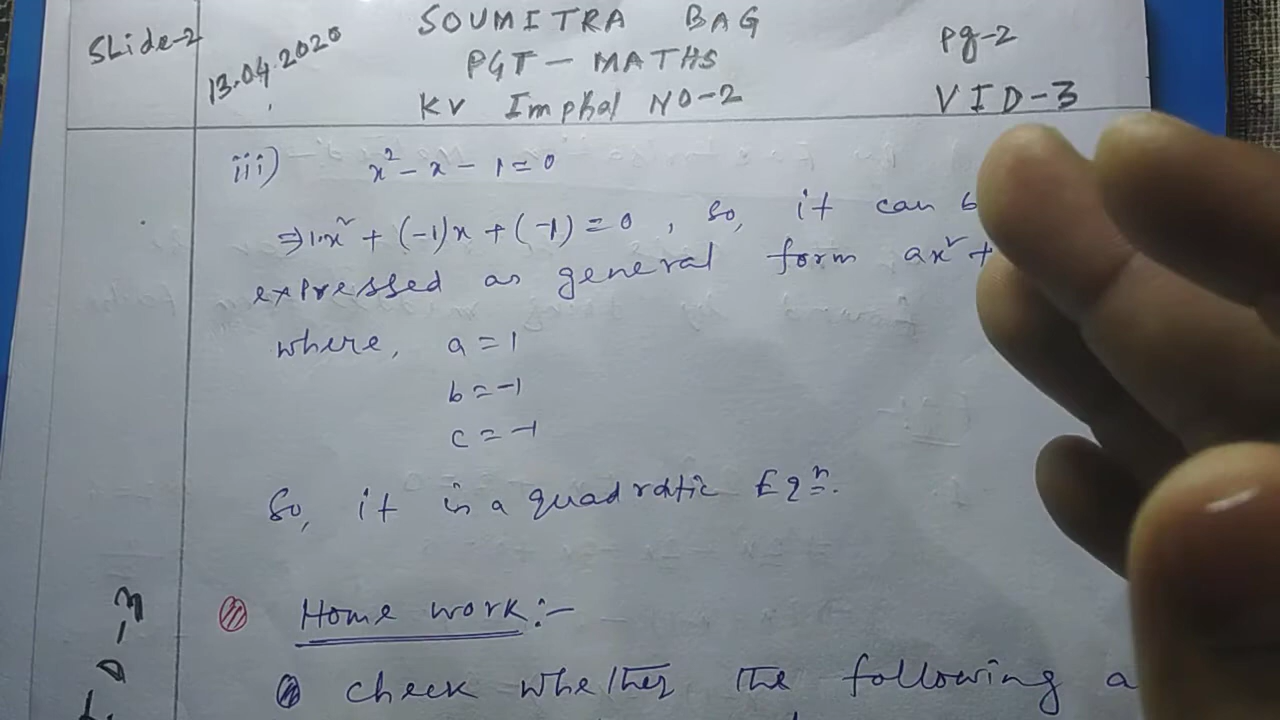 Slide-2
13.04.2020
SOUMITRA BAG
PGT - MATHS
KV Imphal NO-2
pg-2
VID-3
iii) x² - x - 1 = 0
⇒ 1·x² + (-1)x + (-1) = 0, So, it can
expressed as general form ax² +
where, a = 1
b = -1
c = -1
So, it is a quadratic Eqⁿ.
Home work:-
check whether the following a